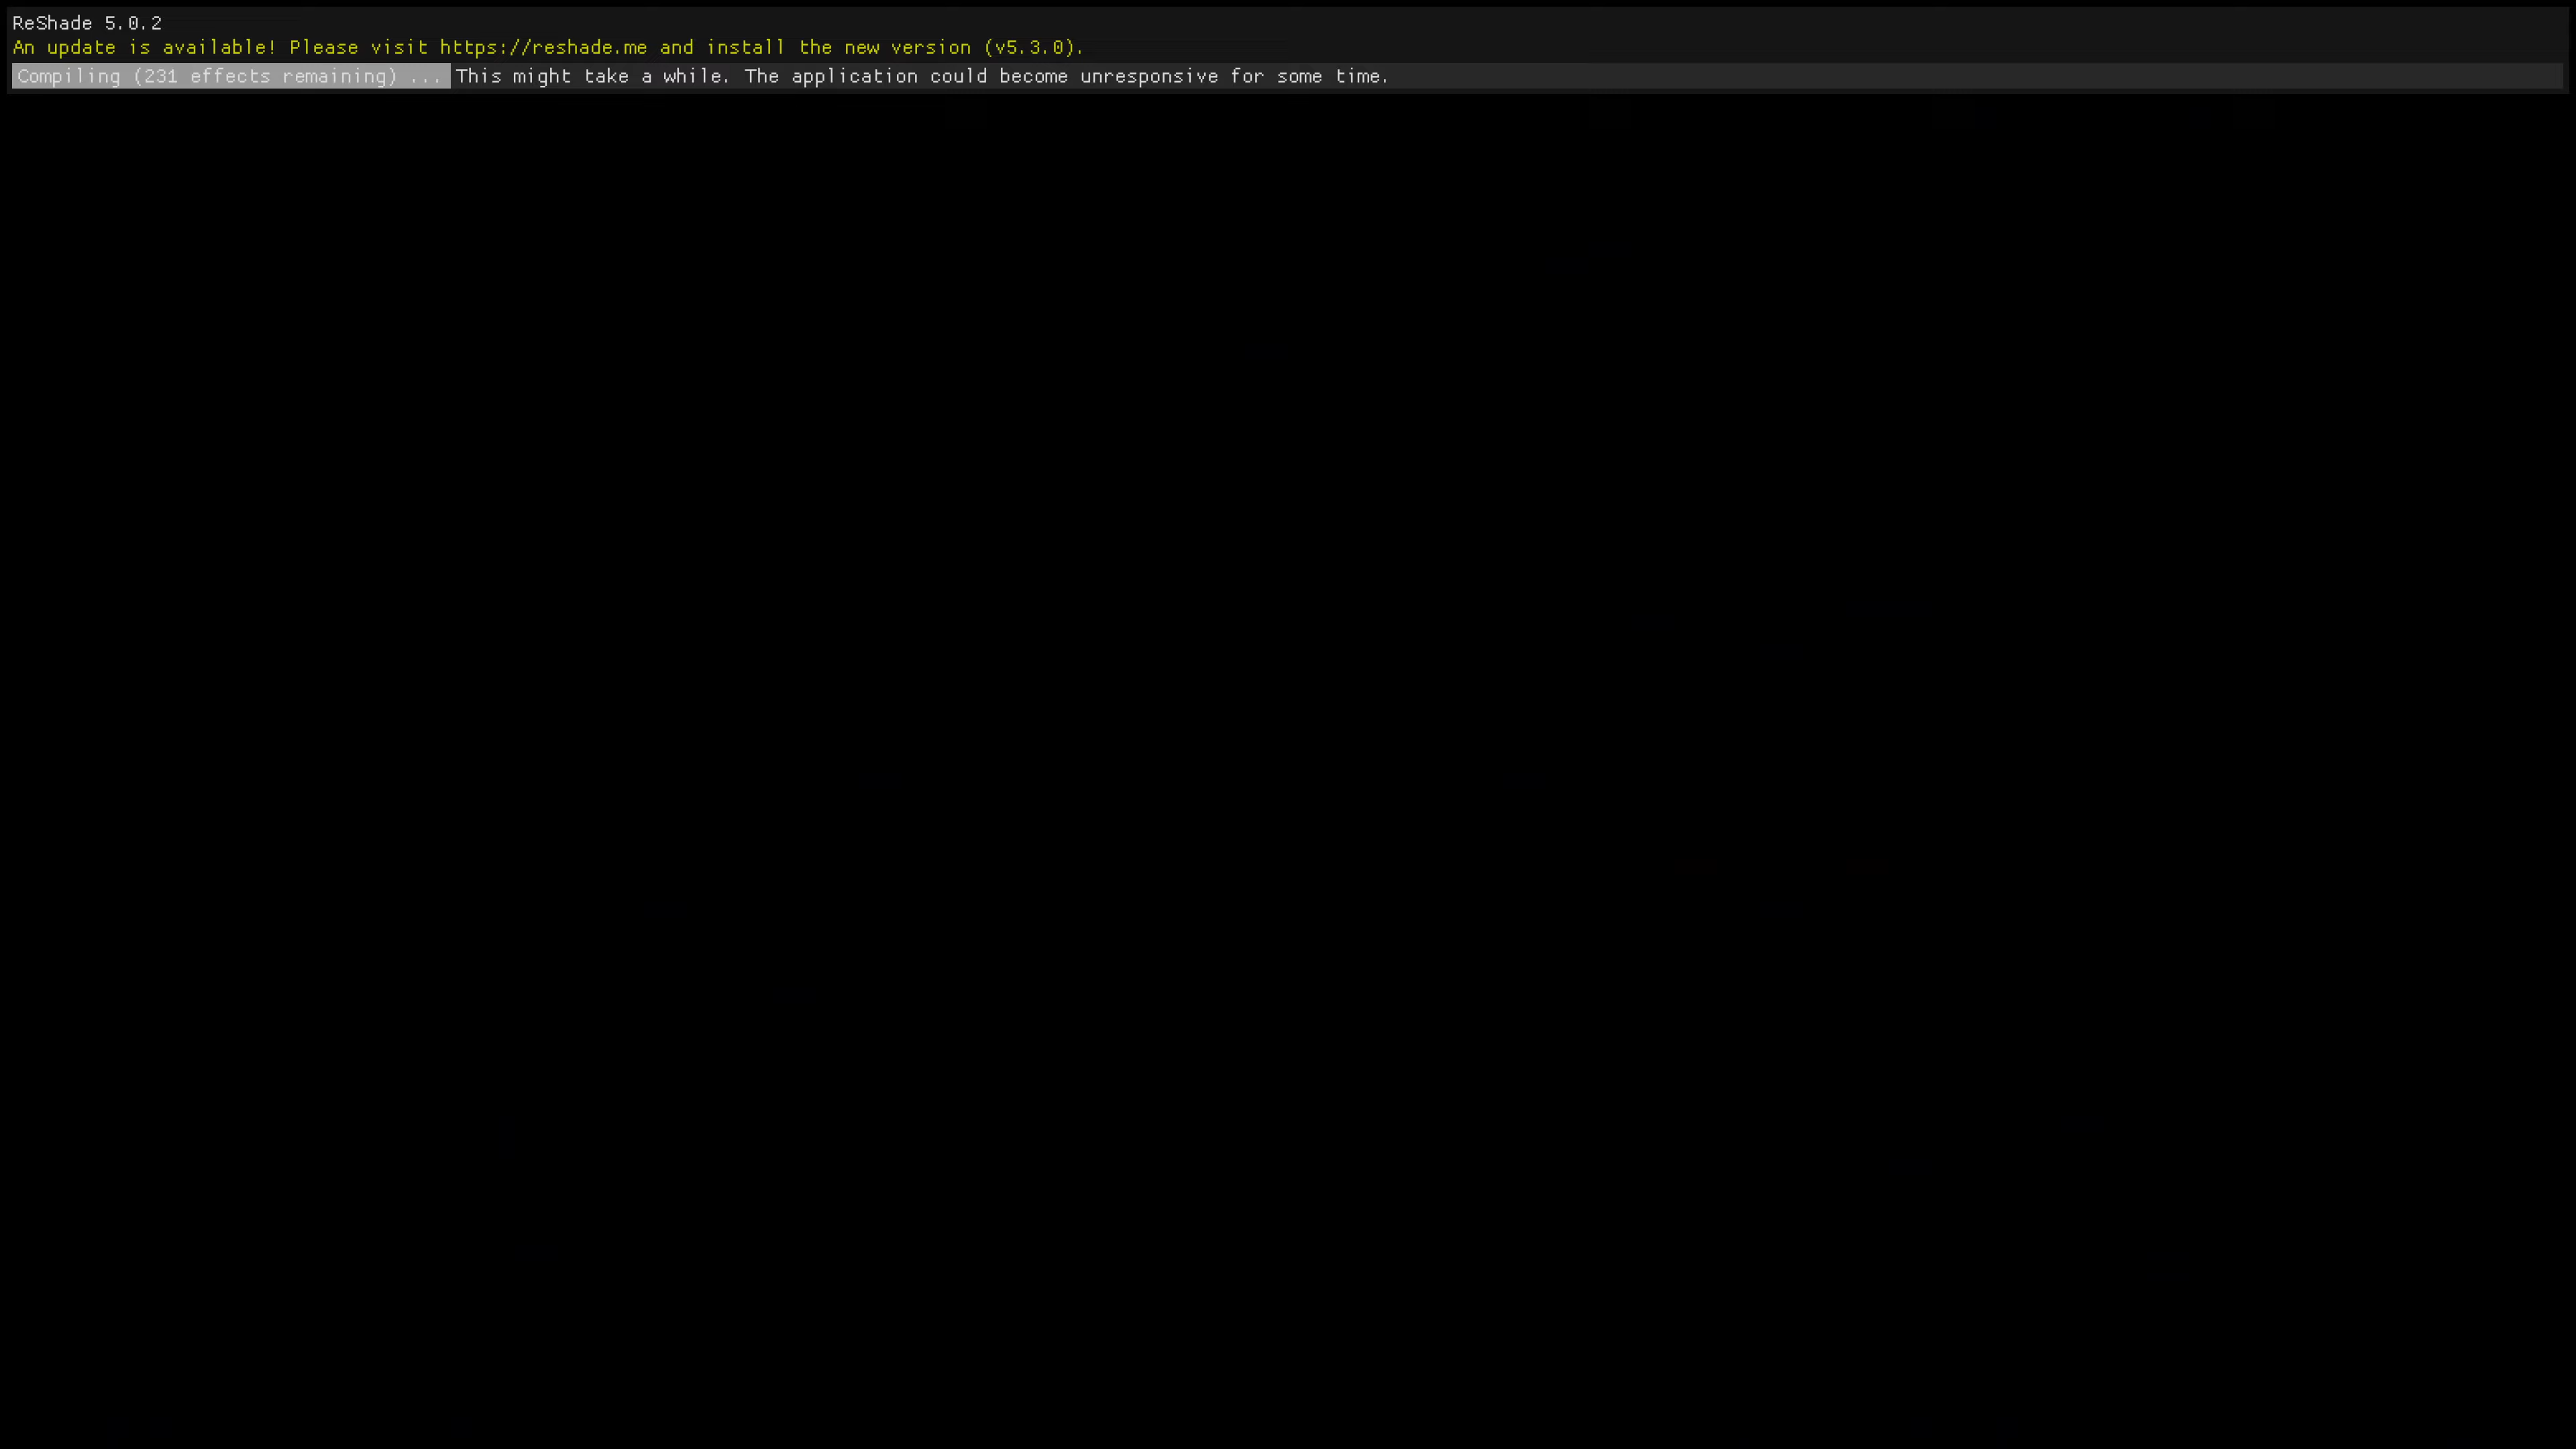 ReShade 5.0.2
An update is available! Please visit https://reshade.me and install the new version (v5.3.0).
Compiling (231 effects remaining) ... This might take a while. The application could become unresponsive for some time.